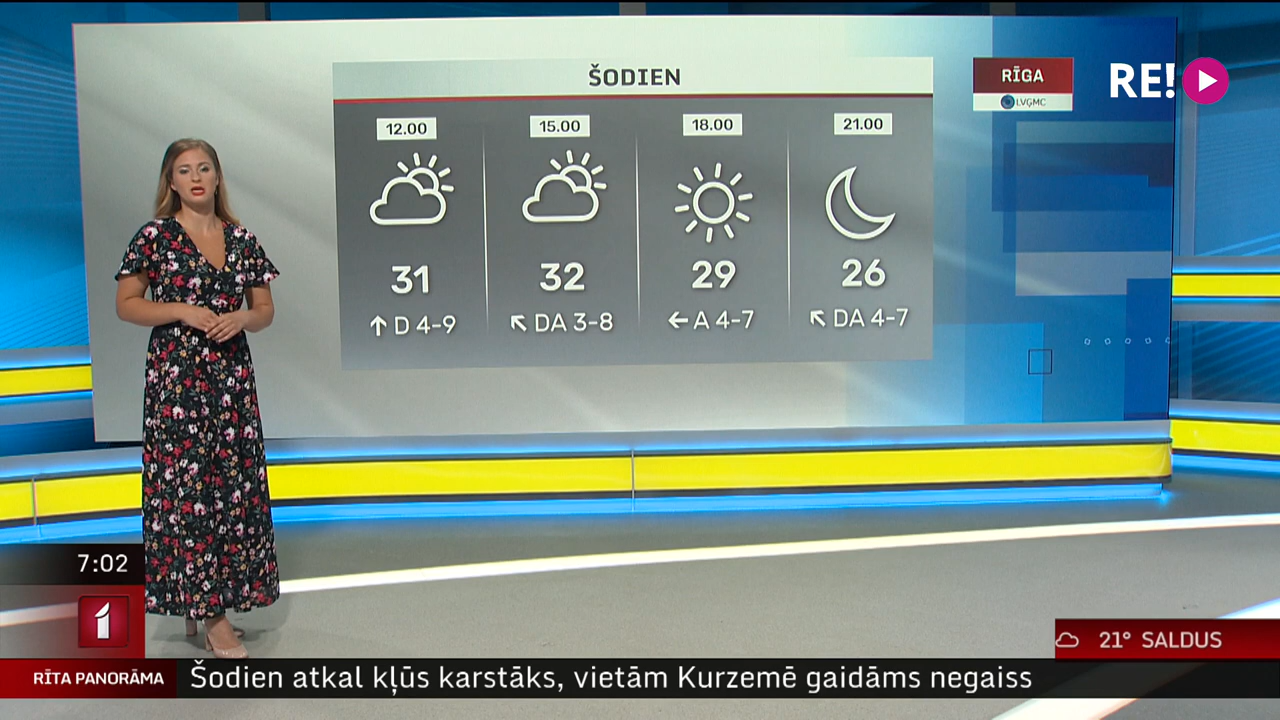 ŠODIEN
RĪGA
LVĢMC
RE!
12.00
15.00
18.00
21.00
31
32
29
26
D 4-9
DA 3-8
A 4-7
DA 4-7
7:02
1
21° SALDUS
RĪTA PANORĀMA
Šodien atkal kļūs karstāks, vietām Kurzemē gaidāms negaiss